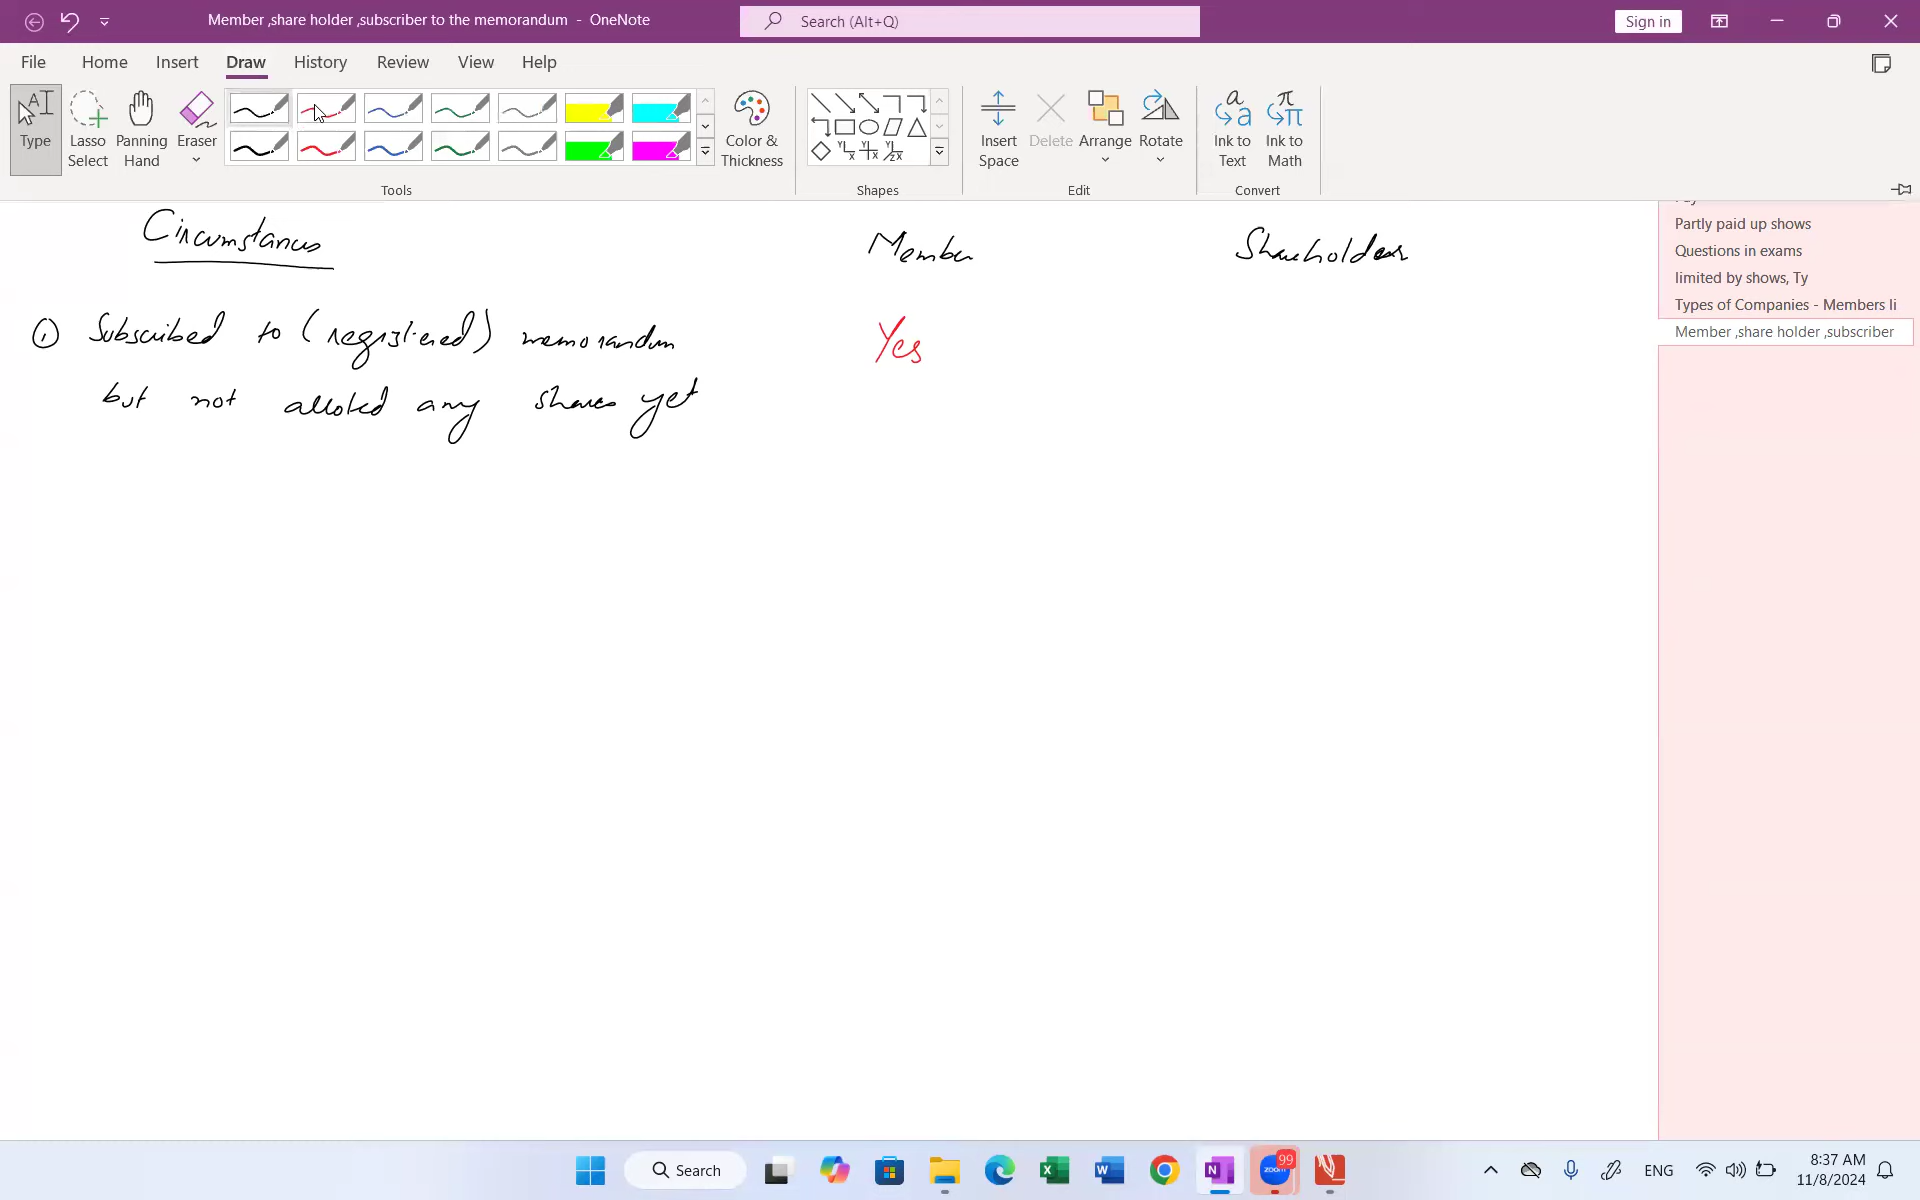 Member ,share holder ,subscriber to the memorandum - OneNote
Search (Alt+Q)
Sign in
File Home Insert Draw History Review View Help
Type
Lasso Select
Panning Hand
Eraser
Color & Thickness
Insert Space
Delete
Arrange
Rotate
Ink to Text
Ink to Math
Tools
Shapes
Edit
Convert
Circumstances Member Shareholder
① Subscribed to (registered) memorandum Yes
but not alloted any shares yet
Partly paid up shows
Questions in exams
limited by shows, Ty
Types of Companies - Members li
Member ,share holder ,subscriber
Search
99
zoom
ENG
8:37 AM
11/8/2024